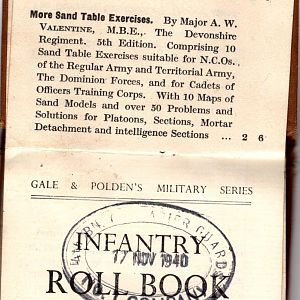 More Sand Table Exercises. By Major A. W.
VALENTINE, M.B.E., The Devonshire
Regiment. 5th Edition. Comprising 10
Sand Table Exercises suitable for N.C.Os.
of the Regular Army and Territorial Army,
The Dominion Forces, and for Cadets of
Officers Training Corps. With 10 Maps of
Sand Models and over 50 Problems and
Solutions for Platoons, Sections, Mortar
Detachment and intelligence Sections ... 2 6
GALE & POLDEN'S MILITARY SERIES
GUARD
INFANTRY
17 NOV 1940
ROLL BOOK
COMPANY